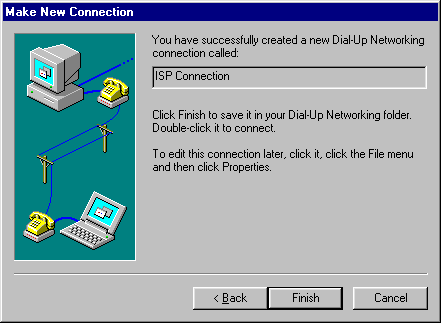 Make New Connection
You have successfully created a new Dial-Up Networking
connection called:
ISP Connection
Click Finish to save it in your Dial-Up Networking folder.
Double-click it to connect.
To edit this connection later, click it, click the File menu
and then click Properties.
< Back
Finish
Cancel